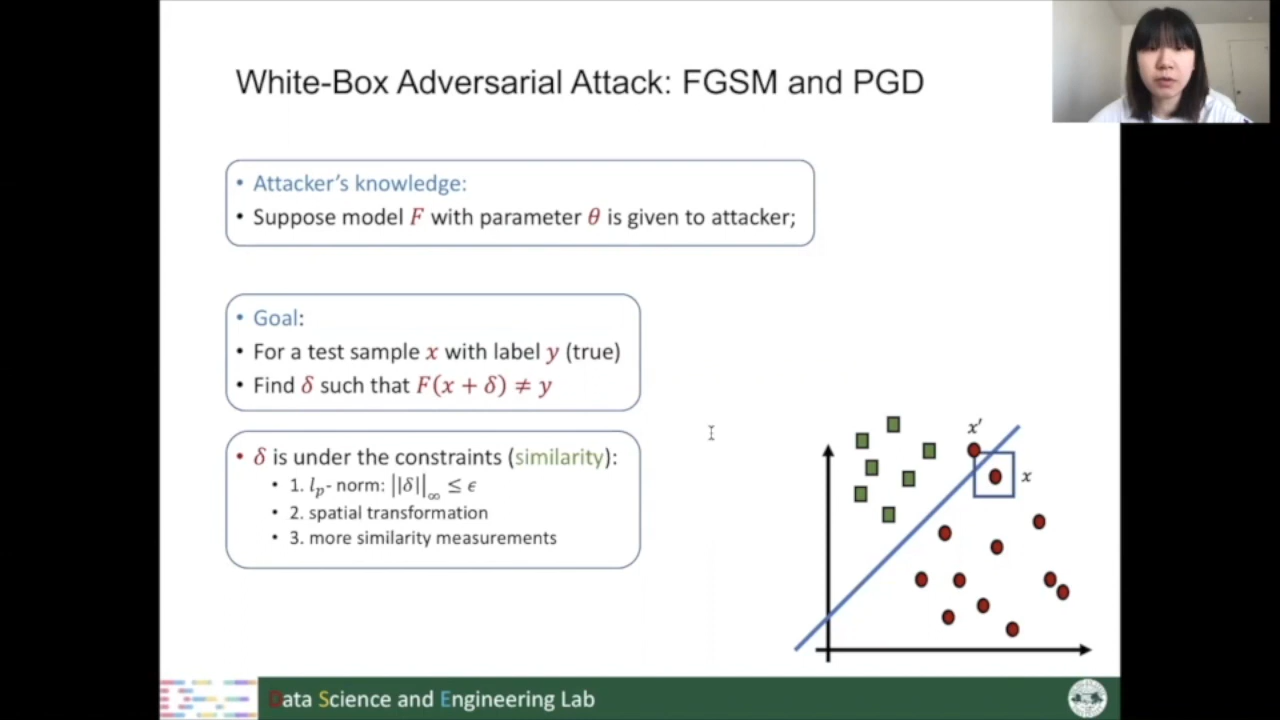 White-Box Adversarial Attack: FGSM and PGD
• Attacker's knowledge:
• Suppose model F with parameter θ is given to attacker;
• Goal:
• For a test sample x with label y (true)
• Find δ such that F(x + δ) ≠ y
• δ is under the constraints (similarity):
• 1. lₚ- norm: ||δ||∞ ≤ ϵ
• 2. spatial transformation
• 3. more similarity measurements
x′
x
Data Science and Engineering Lab